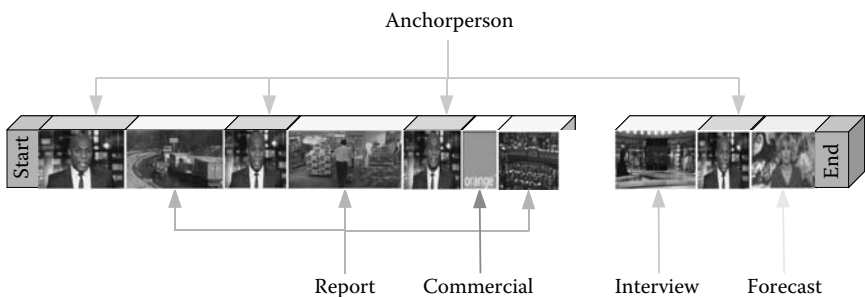 Anchorperson
Start
orange
End
Report
Commercial
Interview
Forecast